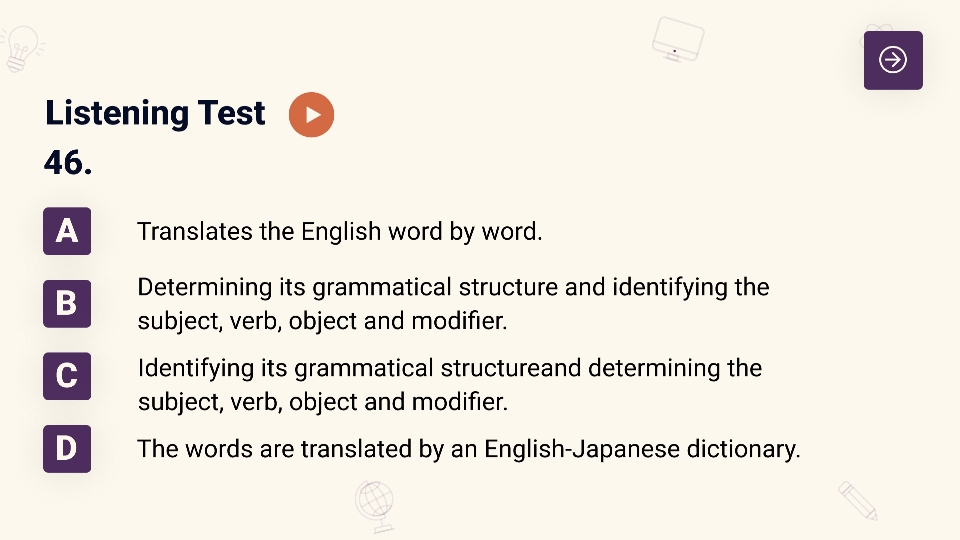 Listening Test
46.
A Translates the English word by word.
B Determining its grammatical structure and identifying the
subject, verb, object and modifier.
C Identifying its grammatical structureand determining the
subject, verb, object and modifier.
D The words are translated by an English-Japanese dictionary.